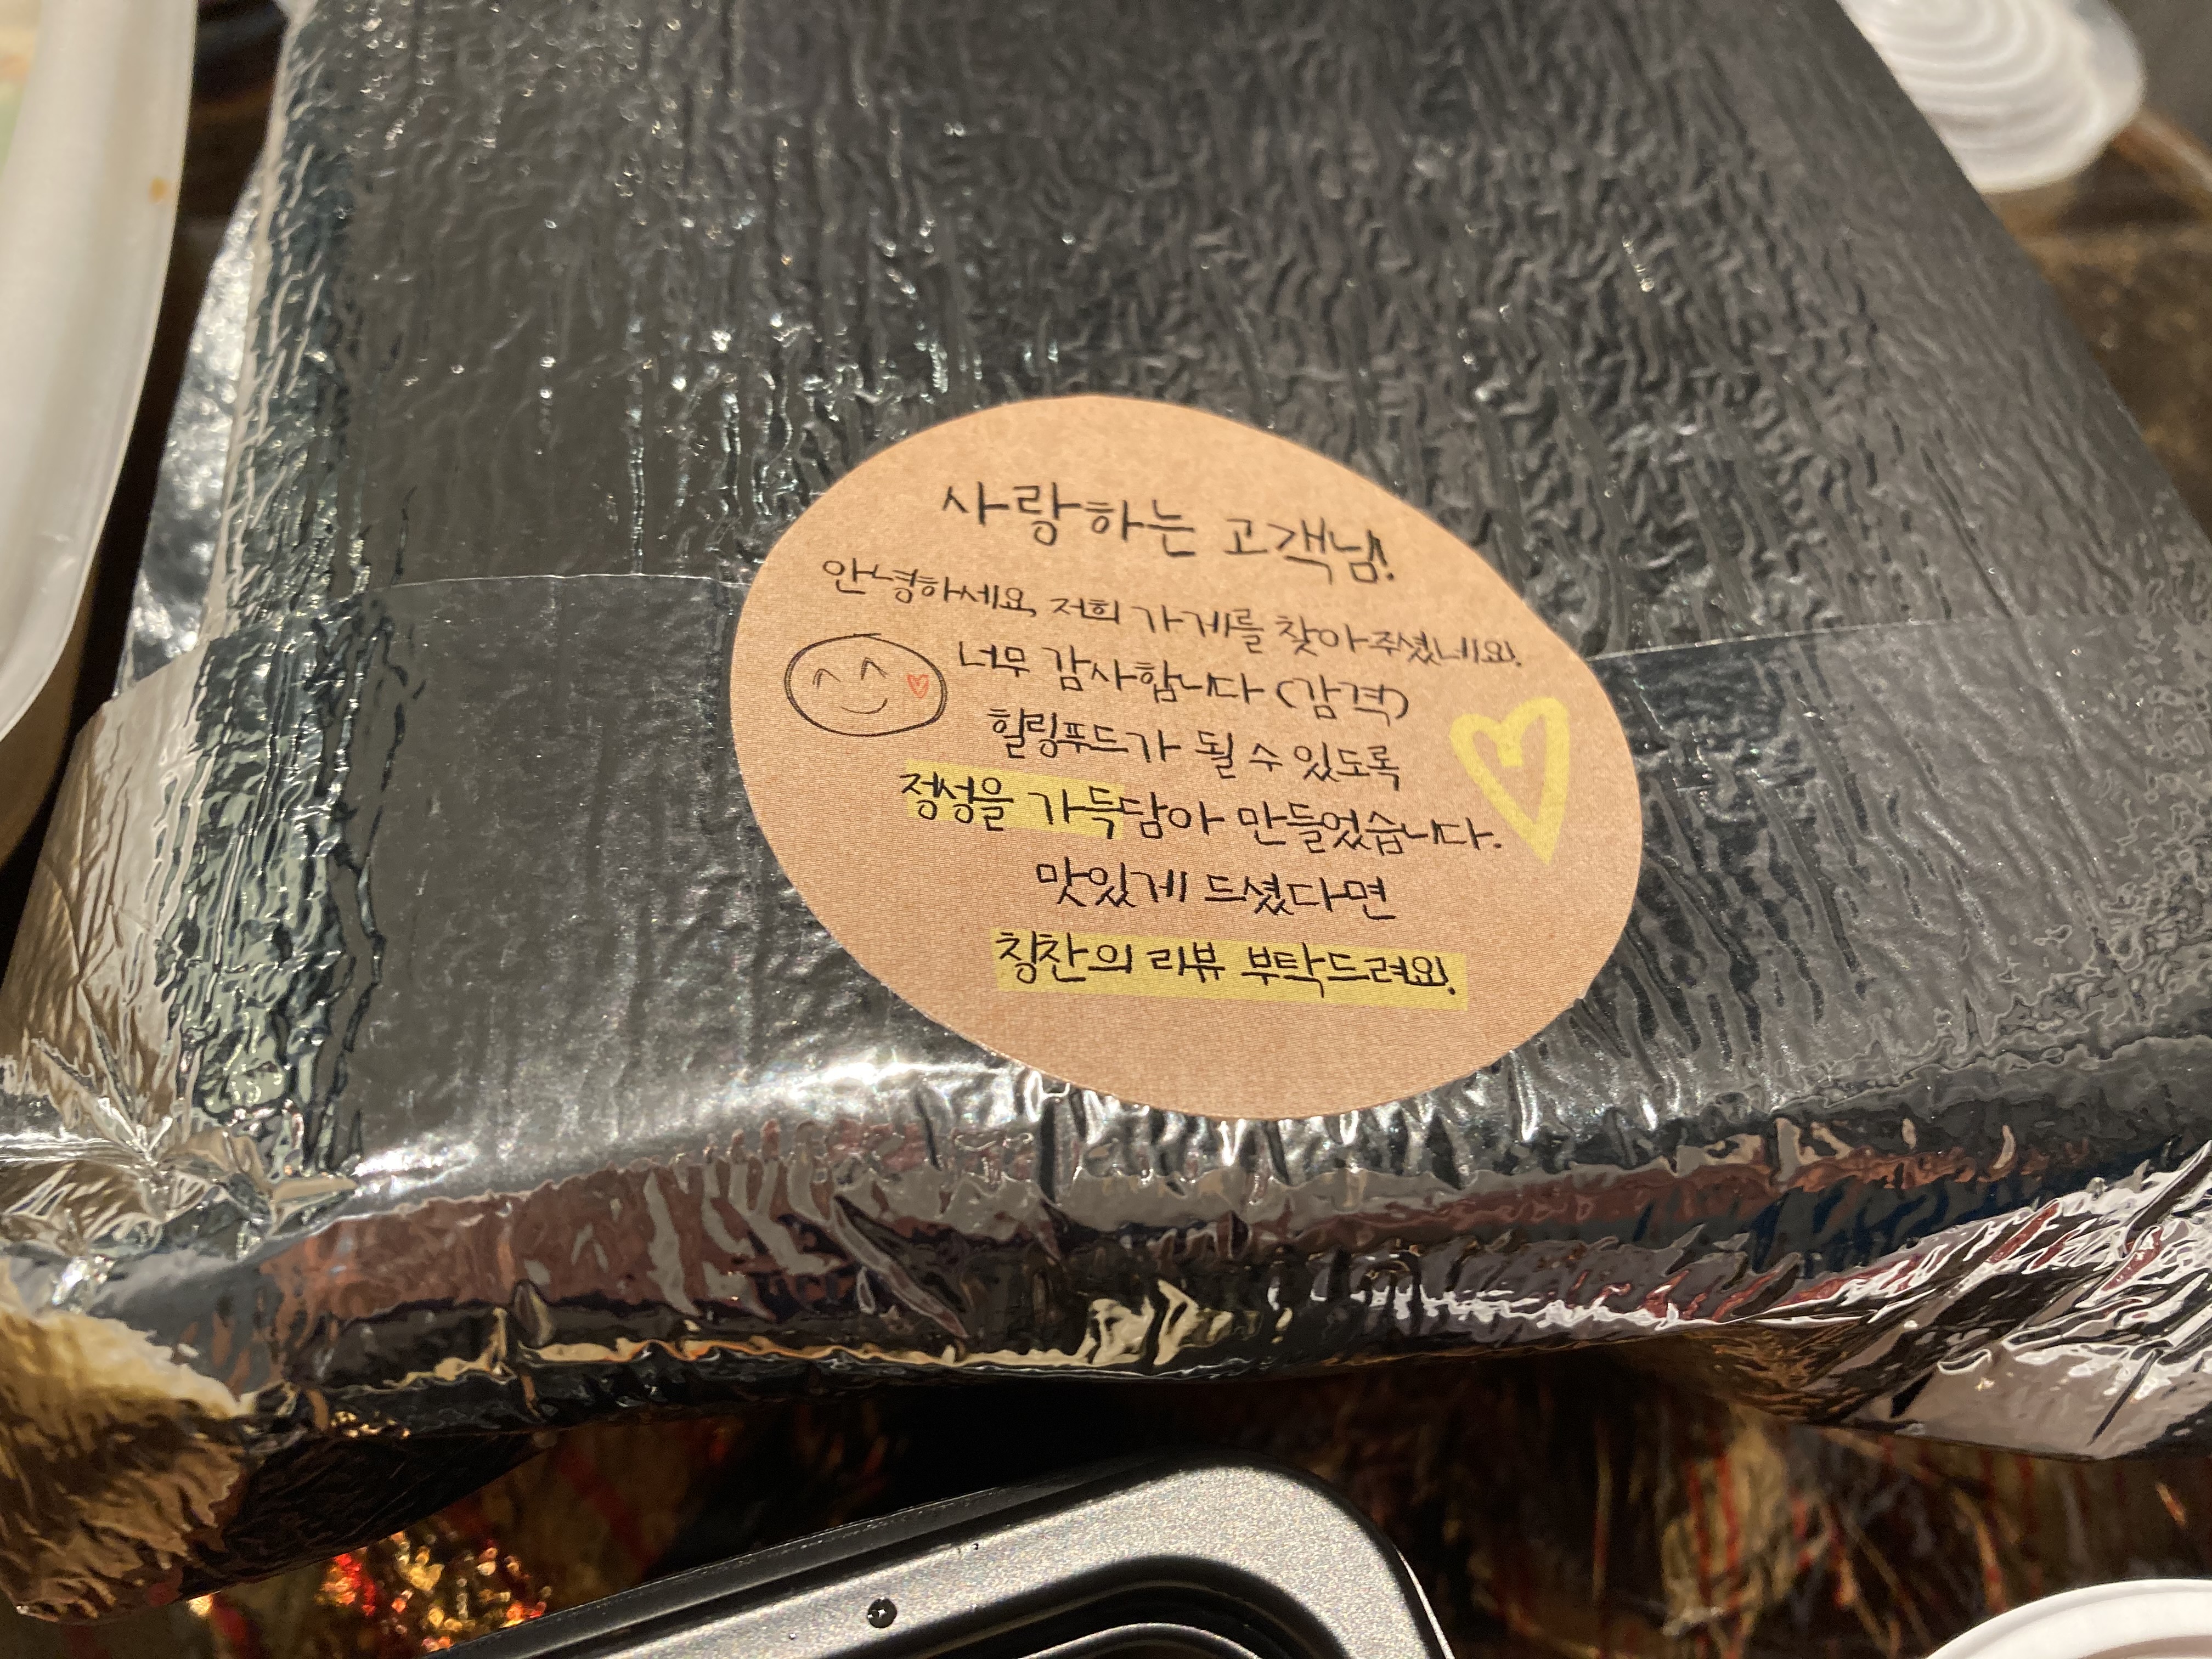 사랑하는 고객님!
안녕하세요, 저희 가게를 찾아주셨네요!
너무 감사합니다 (감격)
힐링푸드가 될 수 있도록
정성을 가득담아 만들었습니다.
맛있게 드셨다면
칭찬의 리뷰 부탁드려요!